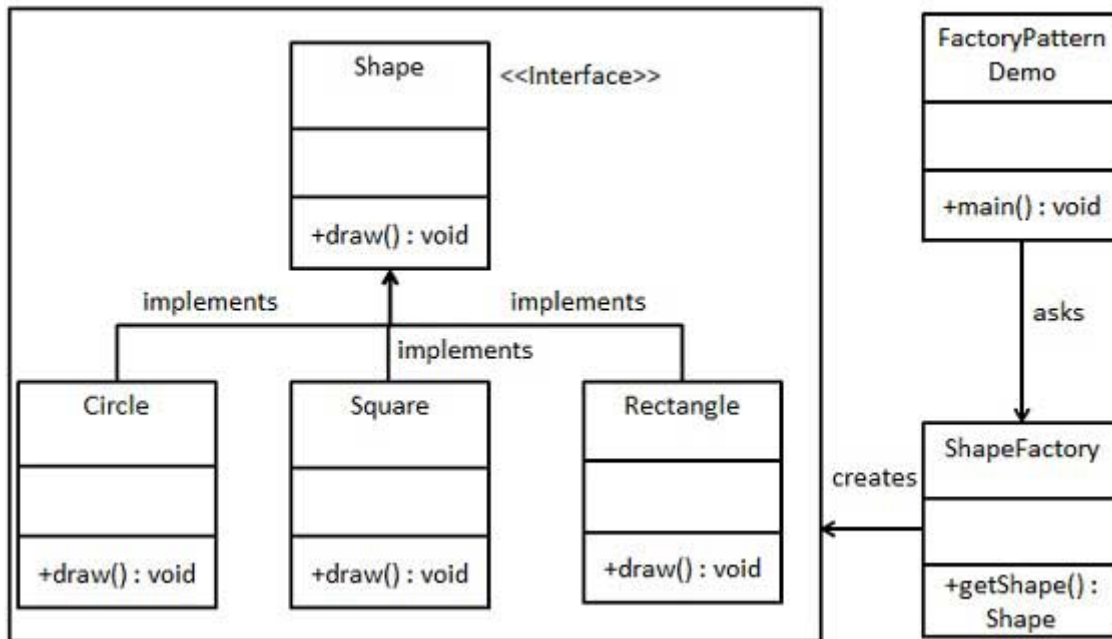 Shape
<<Interface>>
+draw() : void
implements
implements
implements
Circle
+draw() : void
Square
+draw() : void
Rectangle
+draw() : void
FactoryPattern
Demo
+main() : void
asks
ShapeFactory
+getShape() :
Shape
creates